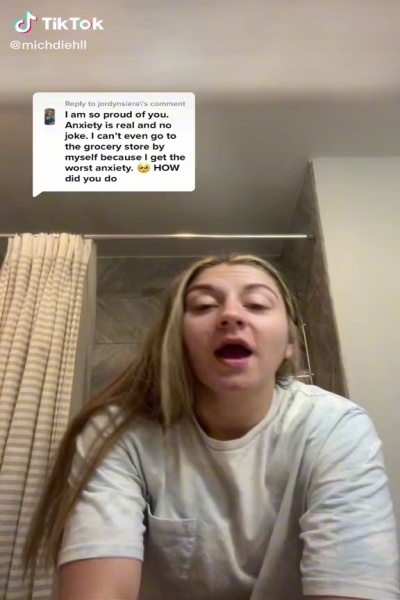 TikTok
@michdiehll
Reply to jordynsiera\'s comment
I am so proud of you.
Anxiety is real and no
joke. I can't even go to
the grocery store by
myself because I get the
worst anxiety. 🥺 HOW
did you do